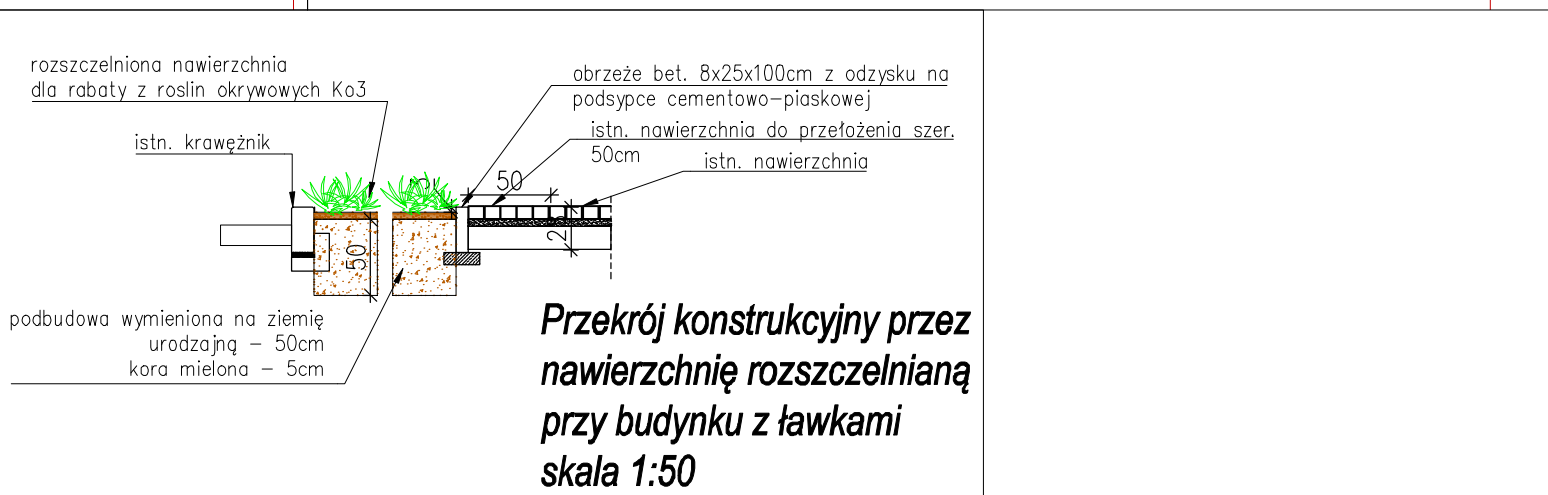 rozszczelniona nawierzchnia
dla rabaty z roslin okrywowych Ko3
istn. krawężnik
obrzeże bet. 8x25x100cm z odzysku na
podsypce cementowo-piaskowej
istn. nawierzchnia do przełożenia szer.
50cm
istn. nawierzchnia
50
50
podbudowa wymieniona na ziemię
urodzajną - 50cm
kora mielona - 5cm
Przekrój konstrukcyjny przez
nawierzchnię rozszczelnianą
przy budynku z ławkami
skala 1:50